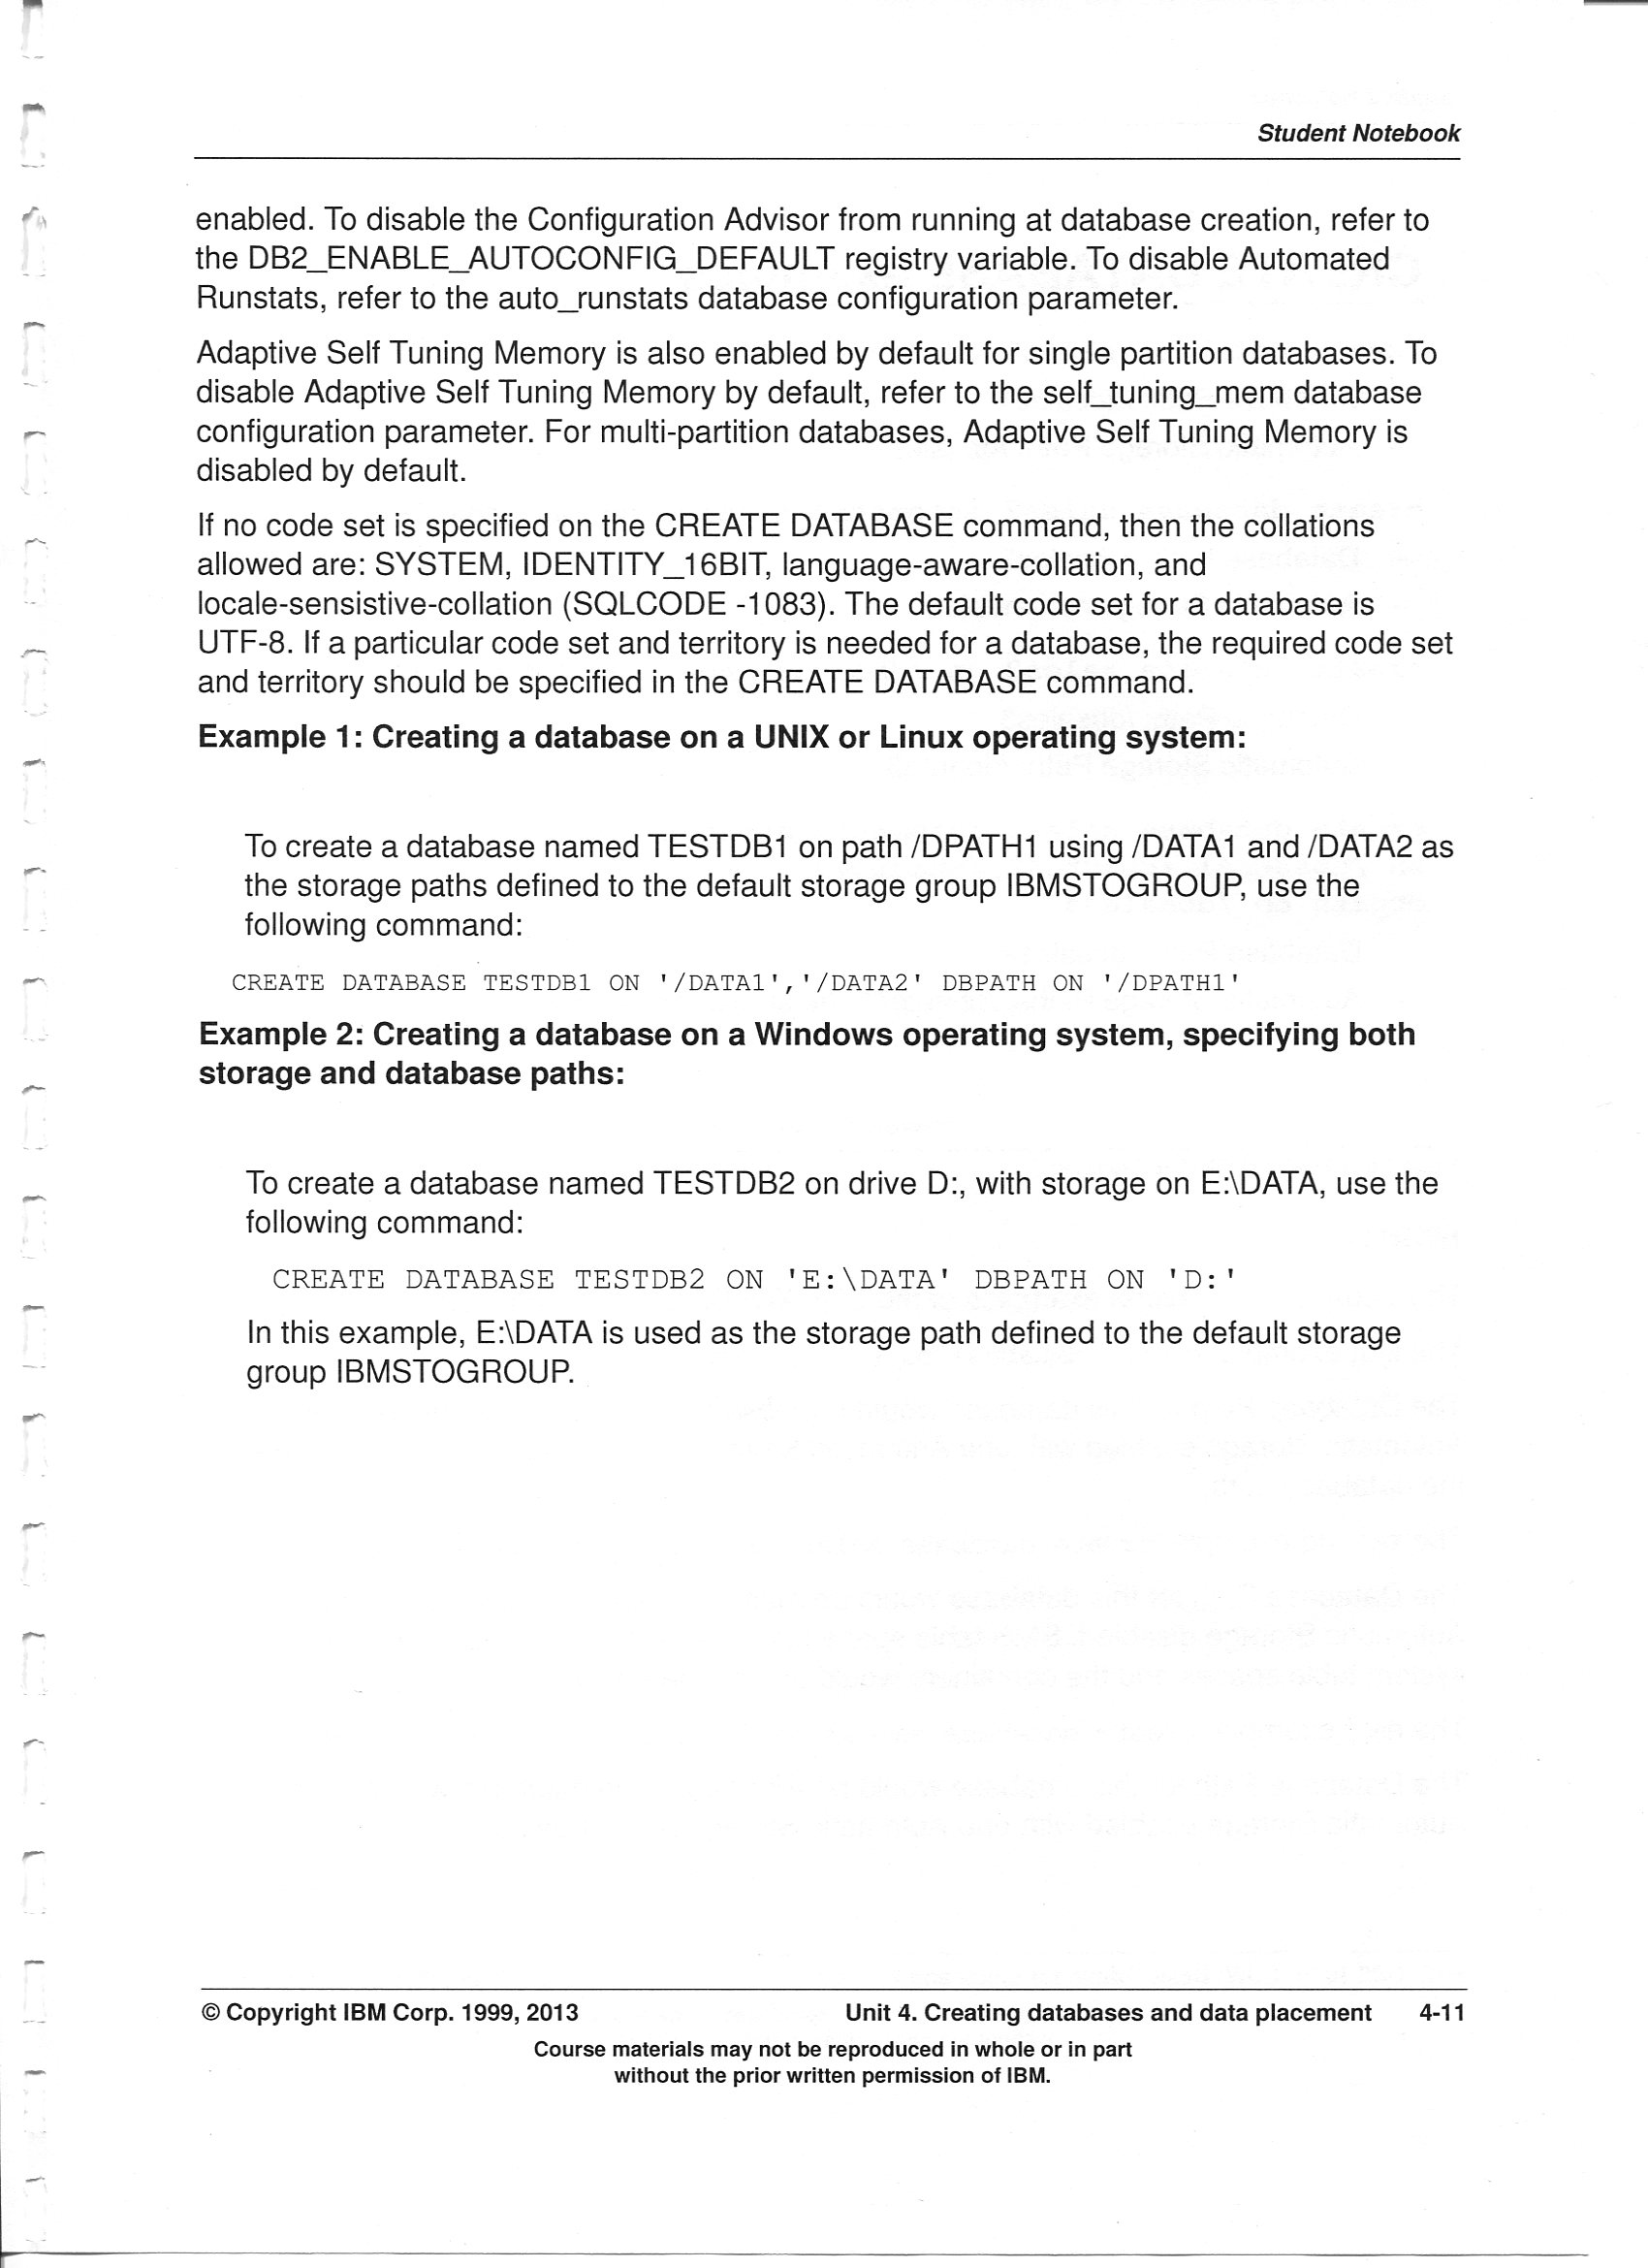 Student Notebook
enabled. To disable the Configuration Advisor from running at database creation, refer to
the DB2_ENABLE_AUTOCONFIG_DEFAULT registry variable. To disable Automated
Runstats, refer to the auto_runstats database configuration parameter.
Adaptive Self Tuning Memory is also enabled by default for single partition databases. To
disable Adaptive Self Tuning Memory by default, refer to the self_tuning_mem database
configuration parameter. For multi-partition databases, Adaptive Self Tuning Memory is
disabled by default.
If no code set is specified on the CREATE DATABASE command, then the collations
allowed are: SYSTEM, IDENTITY_16BIT, language-aware-collation, and
locale-sensistive-collation (SQLCODE -1083). The default code set for a database is
UTF-8. If a particular code set and territory is needed for a database, the required code set
and territory should be specified in the CREATE DATABASE command.
Example 1: Creating a database on a UNIX or Linux operating system:
To create a database named TESTDB1 on path /DPATH1 using /DATA1 and /DATA2 as
the storage paths defined to the default storage group IBMSTOGROUP, use the
following command:
CREATE DATABASE TESTDB1 ON '/DATA1','/DATA2' DBPATH ON '/DPATH1'
Example 2: Creating a database on a Windows operating system, specifying both
storage and database paths:
To create a database named TESTDB2 on drive D:, with storage on E:\DATA, use the
following command:
CREATE DATABASE TESTDB2 ON 'E:\DATA' DBPATH ON 'D:'
In this example, E:\DATA is used as the storage path defined to the default storage
group IBMSTOGROUP.
© Copyright IBM Corp. 1999, 2013 Unit 4. Creating databases and data placement 4-11
Course materials may not be reproduced in whole or in part
without the prior written permission of IBM.